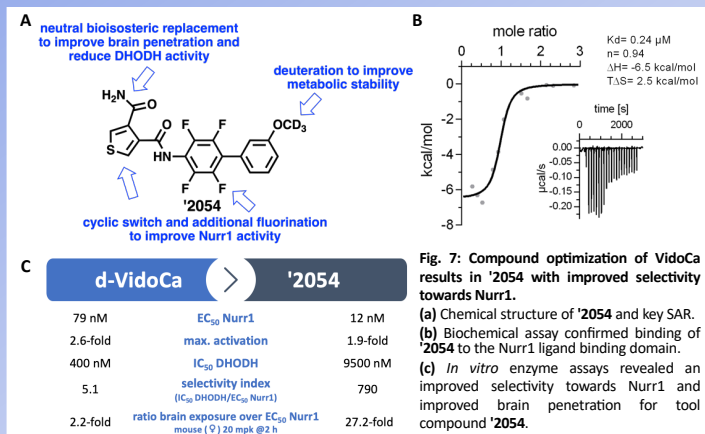 A
neutral bioisosteric replacement
to improve brain penetration and
reduce DHODH activity
deuteration to improve
metabolic stability
H₂N
O
O
S
HN
F
F
F
F
OCD₃
'2054
cyclic switch and additional fluorination
to improve Nurr1 activity
B
mole ratio
0 1 2 3
0
-2
-4
-6
-8
kcal/mol
Kd= 0.24 µM
n= 0.94
ΔH= -6.5 kcal/mol
TΔS= 2.5 kcal/mol
time [s]
0 2000
0.00
-0.05
-0.10
-0.15
-0.20
µcal/s
C
d-VidoCa > '2054
79 nM EC₅₀ Nurr1 12 nM
2.6-fold max. activation 1.9-fold
400 nM IC₅₀ DHODH 9500 nM
5.1 selectivity index 790
(IC₅₀ DHODH/EC₅₀ Nurr1)
2.2-fold ratio brain exposure over EC₅₀ Nurr1 27.2-fold
mouse (♀) 20 mpk @2 h
Fig. 7: Compound optimization of VidoCa
results in '2054 with improved selectivity
towards Nurr1.
(a) Chemical structure of '2054 and key SAR.
(b) Biochemical assay confirmed binding of
'2054 to the Nurr1 ligand binding domain.
(c) In vitro enzyme assays revealed an
improved selectivity towards Nurr1 and
improved brain penetration for tool
compound '2054.